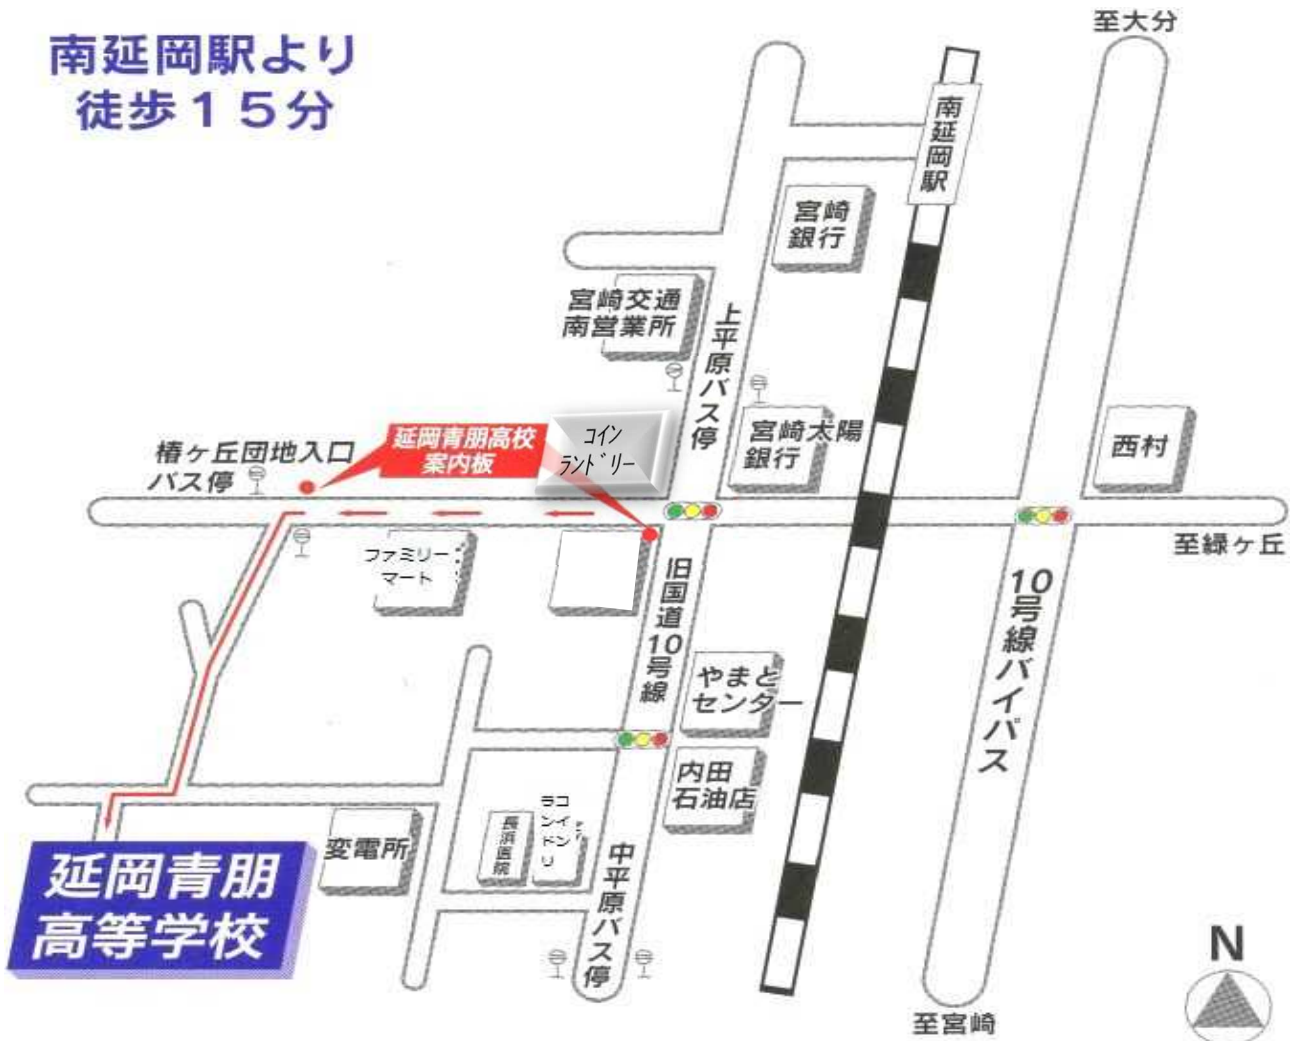 南延岡駅より
徒歩15分
至大分
南延岡駅
宮崎
銀行
宮崎交通
南営業所
上平原バス停
コイン
ランドリー
延岡青朋高校
案内板
宮崎太陽
銀行
西村
椿ヶ丘団地入口
バス停
至緑ヶ丘
ファミリー
マート
旧国道10号線
10号線バイパス
やまと
センター
内田
石油店
コインラ
ンドリ
長浜医院
変電所
中平原バス停
延岡青朋
高等学校
至宮崎
N